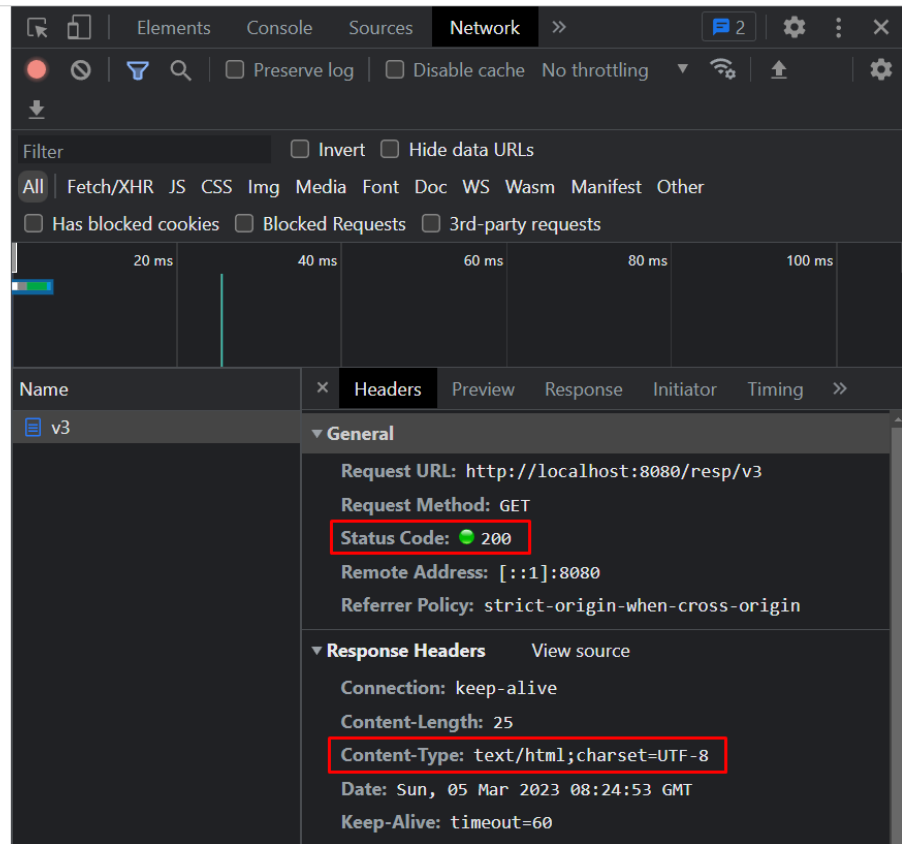 Elements Console Sources Network » 2
Preserve log Disable cache No throttling
Filter Invert Hide data URLs
All Fetch/XHR JS CSS Img Media Font Doc WS Wasm Manifest Other
Has blocked cookies Blocked Requests 3rd-party requests
20 ms 40 ms 60 ms 80 ms 100 ms
Name × Headers Preview Response Initiator Timing »
v3
General
Request URL: http://localhost:8080/resp/v3
Request Method: GET
Status Code: 200
Remote Address: [::1]:8080
Referrer Policy: strict-origin-when-cross-origin
Response Headers View source
Connection: keep-alive
Content-Length: 25
Content-Type: text/html;charset=UTF-8
Date: Sun, 05 Mar 2023 08:24:53 GMT
Keep-Alive: timeout=60